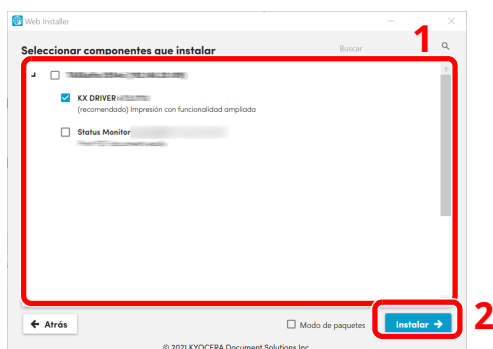 Web Installer
1
Seleccionar componentes que instalar
Buscar
KX DRIVER
(recomendado) Impresión con funcionalidad ampliada
Status Monitor
Atrás
Modo de paquetes
Instalar
2
© 2021 KYOCERA Document Solutions Inc.